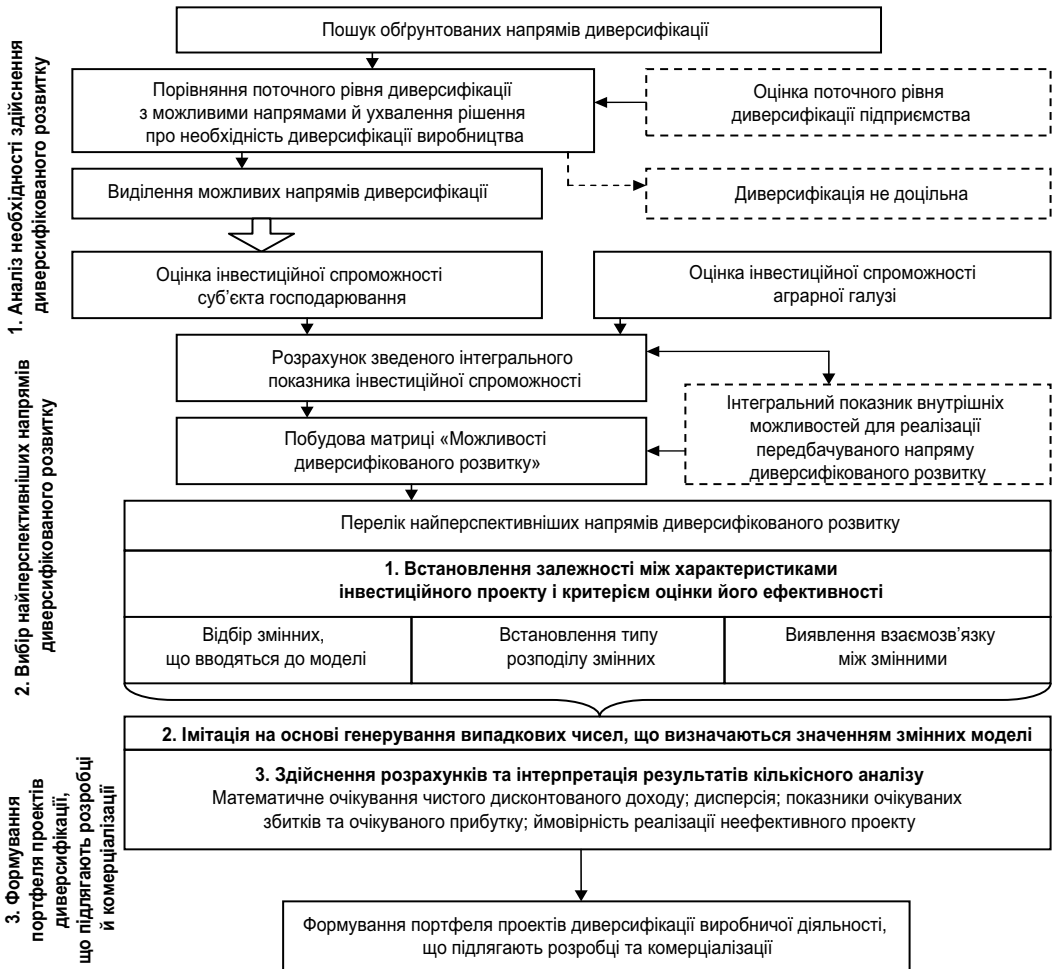 Пошук обґрунтованих напрямів диверсифікації
1. Аналіз необхідності здійснення
диверсифікованого розвитку
Порівняння поточного рівня диверсифікації
з можливими напрямами й ухвалення рішення
про необхідність диверсифікації виробництва
Оцінка поточного рівня
диверсифікації підприємства
Виділення можливих напрямів диверсифікації
Диверсифікація не доцільна
Оцінка інвестиційної спроможності
суб’єкта господарювання
Оцінка інвестиційної спроможності
аграрної галузі
2. Вибір найперспективніших напрямів
диверсифікованого розвитку
Розрахунок зведеного інтегрального
показника інвестиційної спроможності
Інтегральний показник внутрішніх
можливостей для реалізації
передбачуваного напряму
диверсифікованого розвитку
Побудова матриці «Можливості
диверсифікованого розвитку»
Перелік найперспективніших напрямів диверсифікованого розвитку
1. Встановлення залежності між характеристиками
інвестиційного проекту і критерієм оцінки його ефективності
Відбір змінних,
що вводяться до моделі
Встановлення типу
розподілу змінних
Виявлення взаємозв’язку
між змінними
3. Формування
портфеля проектів
диверсифікації,
що підлягають розробці
й комерціалізації
2. Імітація на основі генерування випадкових чисел, що визначаються значенням змінних моделі
3. Здійснення розрахунків та інтерпретація результатів кількісного аналізу
Математичне очікування чистого дисконтованого доходу; дисперсія; показники очікуваних
збитків та очікуваного прибутку; ймовірність реалізації неефективного проекту
Формування портфеля проектів диверсифікації виробничої діяльності,
що підлягають розробці та комерціалізації